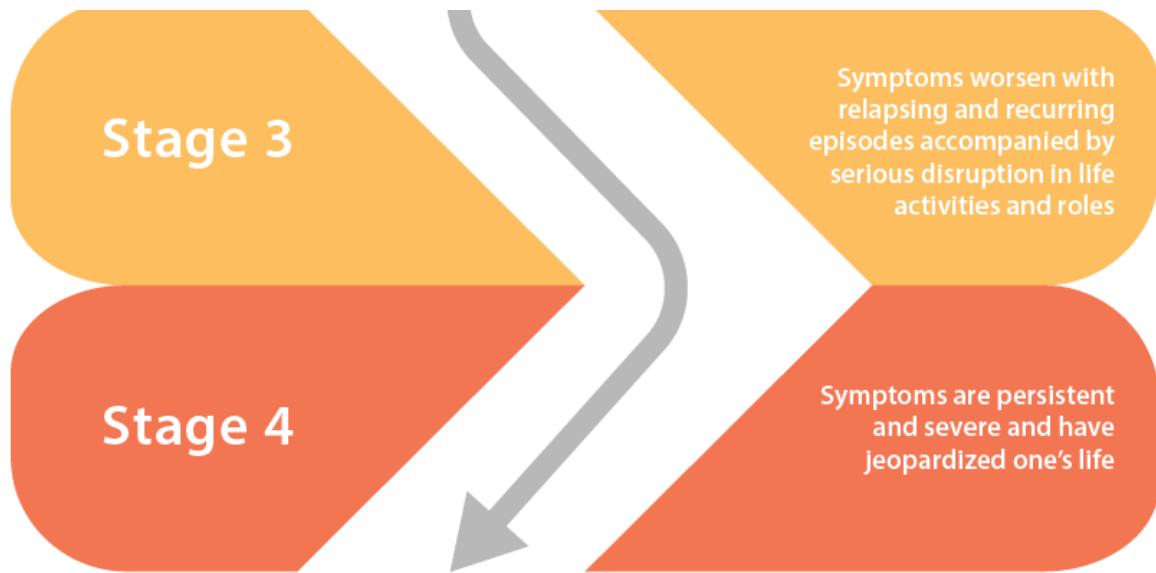 Stage 3
Symptoms worsen with
relapsing and recurring
episodes accompanied by
serious disruption in life
activities and roles
Stage 4
Symptoms are persistent
and severe and have
jeopardized one’s life